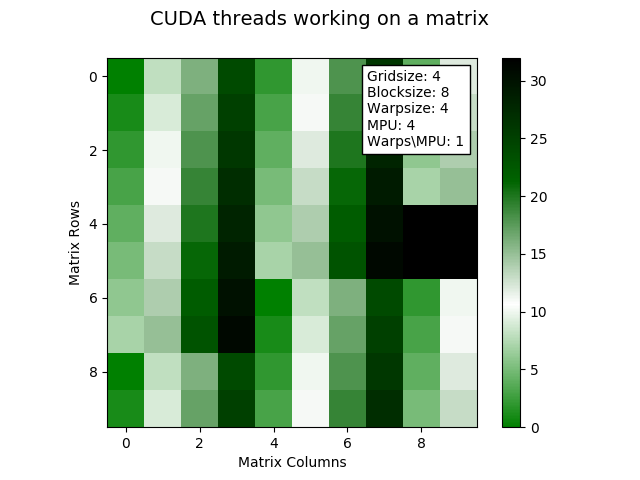 CUDA threads working on a matrix
Gridsize: 4
Blocksize: 8
Warpsize: 4
MPU: 4
Warps\MPU: 1
0
2
4
6
8
Matrix Rows
0
2
4
6
8
Matrix Columns
30
25
20
15
10
5
0